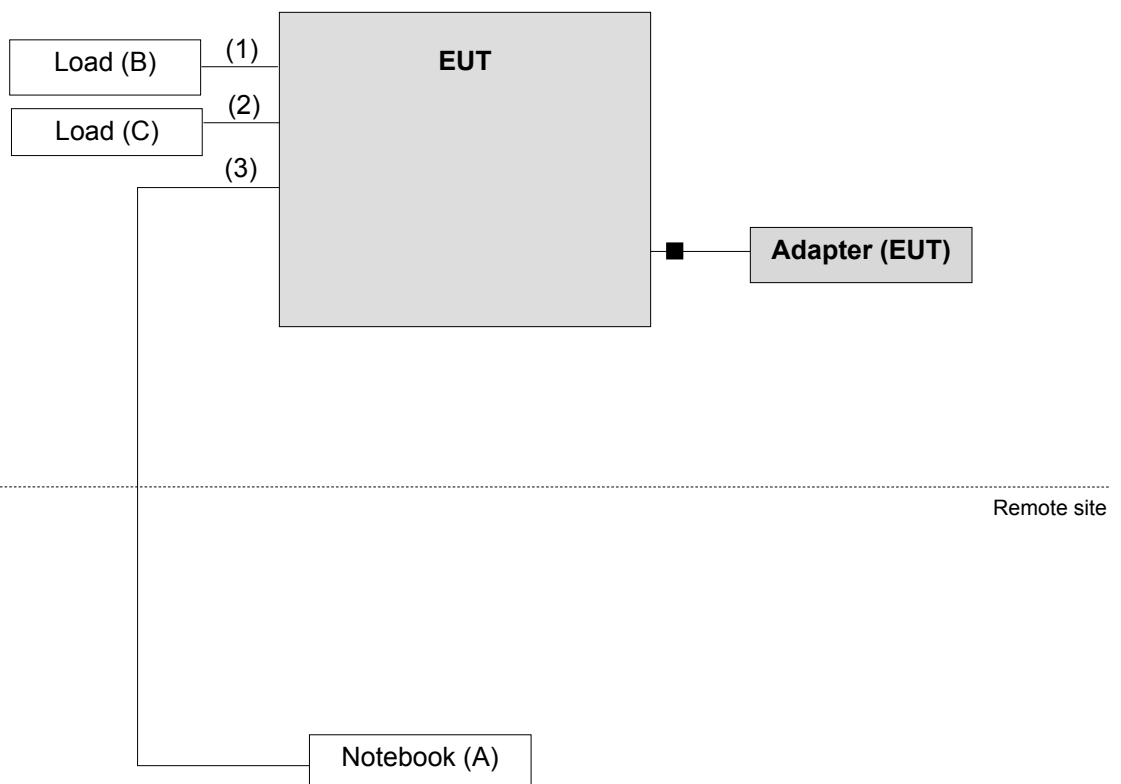 (1)
Load (B)
EUT
(2)
Load (C)
(3)
Adapter (EUT)
Remote site
Notebook (A)